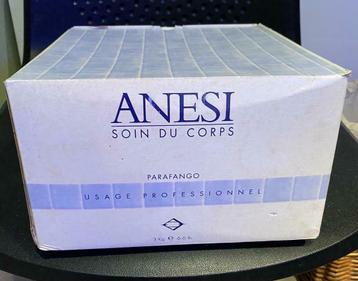 ANESI
SOIN DU CORPS
PARAFANGO
USAGE PROFESSIONNEL